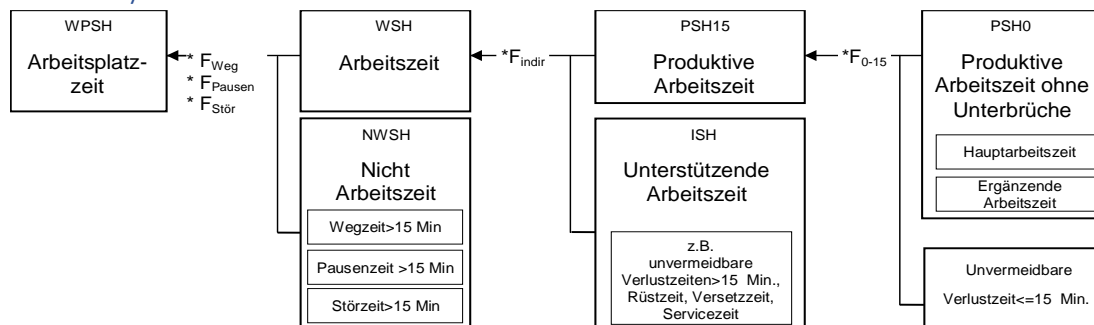 WPSH
Arbeitsplatz-
zeit
* F_Weg
* F_Pausen
* F_Stör
WSH
Arbeitszeit
NWSH
Nicht
Arbeitszeit
Wegzeit>15 Min
Pausenzeit >15 Min
Störzeit>15 Min
*F_indir
PSH15
Produktive
Arbeitszeit
ISH
Unterstützende
Arbeitszeit
z.B.
unvermeidbare
Verlustzeiten>15 Min.,
Rüstzeit, Versetzzeit,
Servicezeit
*F_0-15
PSH0
Produktive
Arbeitszeit ohne
Unterbrüche
Hauptarbeitszeit
Ergänzende
Arbeitszeit
Unvermeidbare
Verlustzeit<=15 Min.